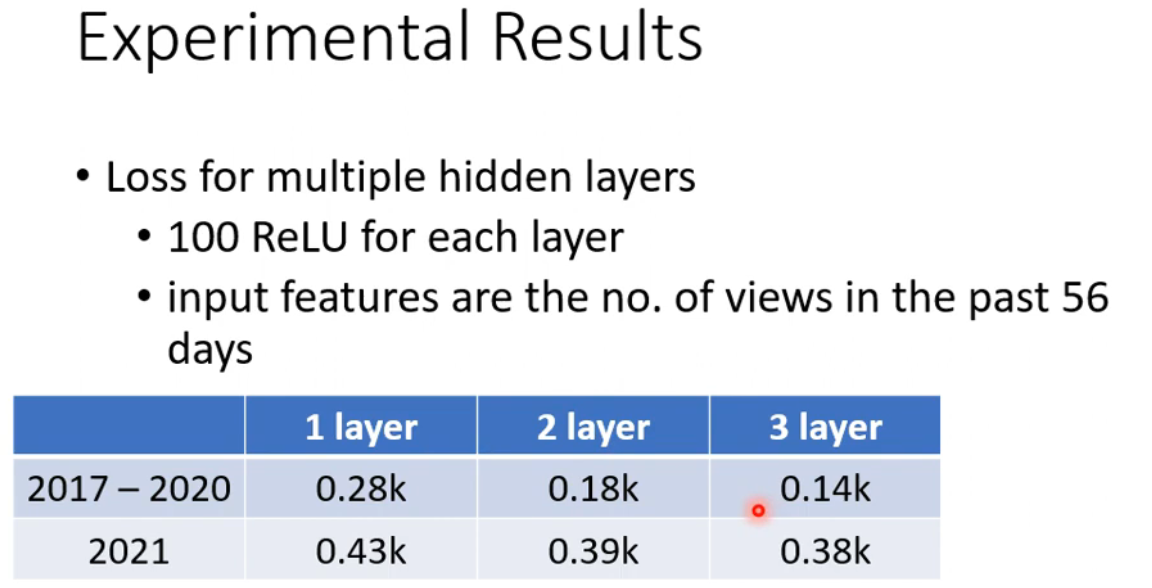 Experimental Results
• Loss for multiple hidden layers
• 100 ReLU for each layer
• input features are the no. of views in the past 56
days
1 layer 2 layer 3 layer
2017 – 2020 0.28k 0.18k 0.14k
2021 0.43k 0.39k 0.38k